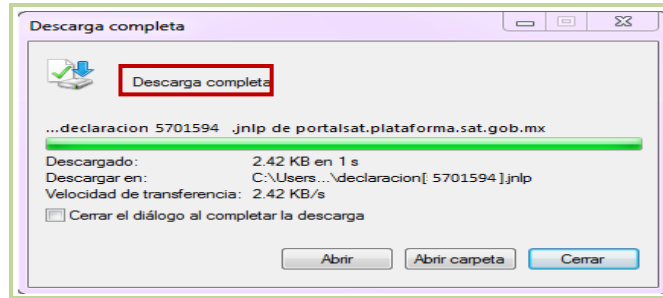 Descarga completa
Descarga completa
...declaracion 5701594 .jnlp de portalsat.plataforma.sat.gob.mx
Descargado: 2.42 KB en 1 s
Descargar en: C:\Users...\declaracion[ 5701594 ].jnlp
Velocidad de transferencia: 2.42 KB/s
Cerrar el diálogo al completar la descarga
Abrir Abrir carpeta Cerrar